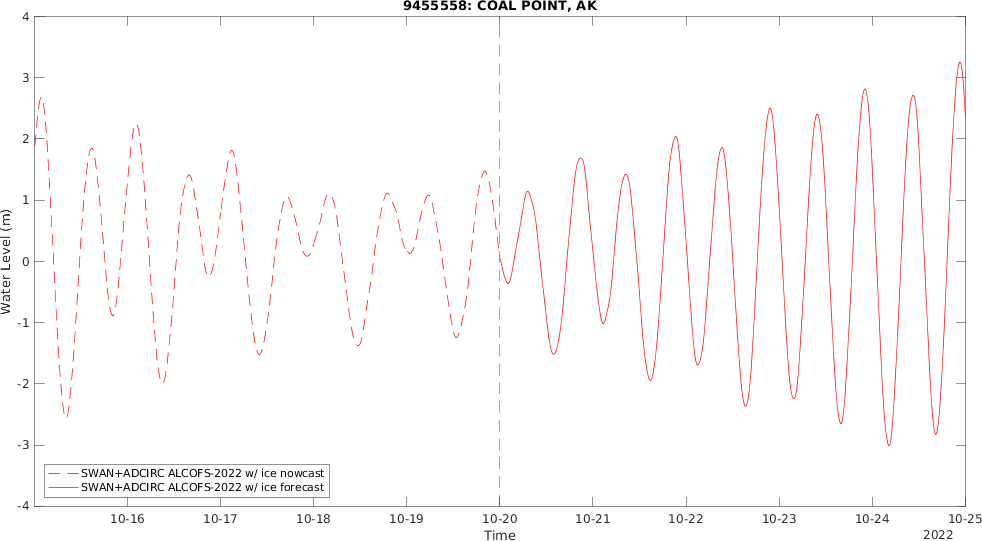 9455558: COAL POINT, AK
4
3
2
1
0
-1
-2
-3
-4
Water Level (m)
SWAN+ADCIRC ALCOFS-2022 w/ ice nowcast
SWAN+ADCIRC ALCOFS-2022 w/ ice forecast
10-16 10-17 10-18 10-19 10-20 10-21 10-22 10-23 10-24 10-25
Time
2022